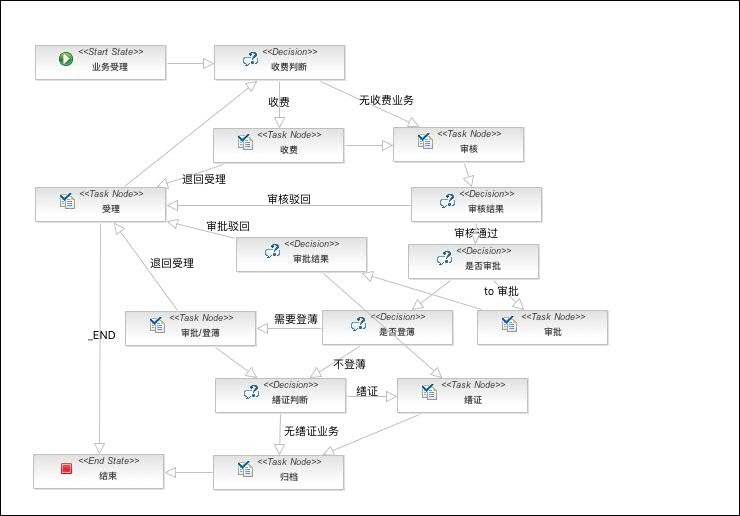 <<Start State>>
业务受理
<<Decision>>
收费判断
收费
无收费业务
<<Task Node>>
收费
<<Task Node>>
审核
退回受理
<<Task Node>>
受理
审核驳回
<<Decision>>
审核结果
审批驳回
审核通过
<<Decision>>
审批结果
<<Decision>>
是否审批
退回受理
to 审批
<<Task Node>>
审批/登薄
需要登薄
<<Decision>>
是否登薄
<<Task Node>>
审批
_END
不登薄
<<Decision>>
缮证判断
缮证
<<Task Node>>
缮证
无缮证业务
<<End State>>
结束
<<Task Node>>
归档